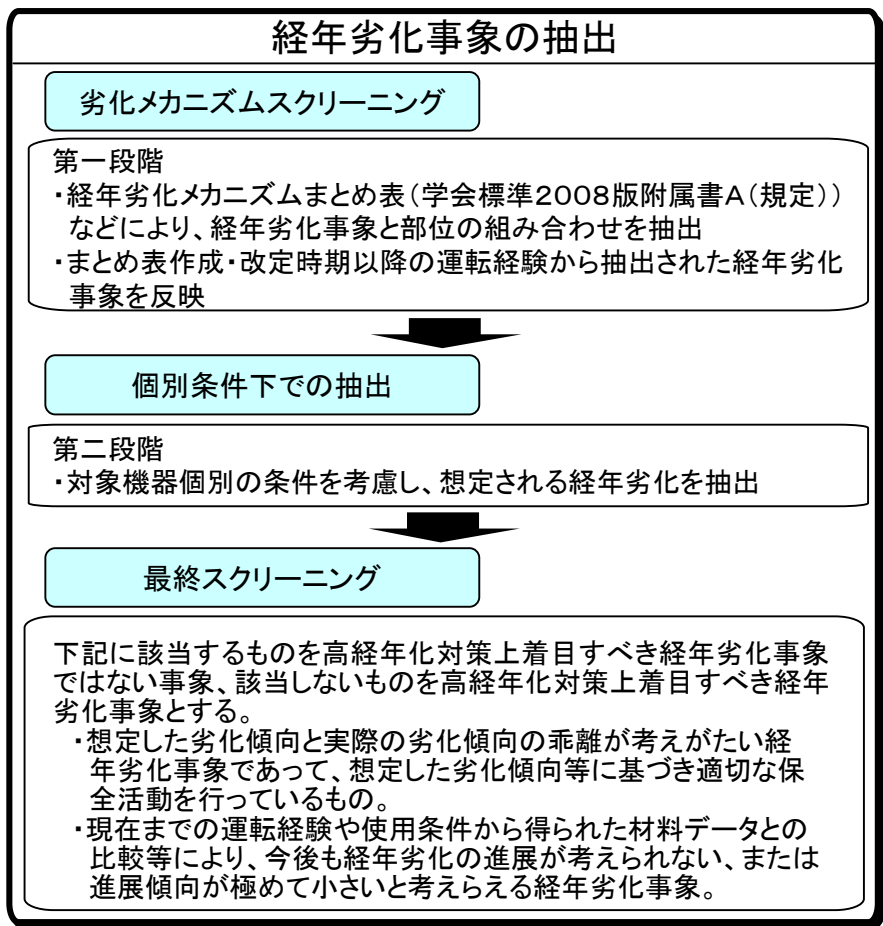 経年劣化事象の抽出
劣化メカニズムスクリーニング
第一段階
・経年劣化メカニズムまとめ表(学会標準2008版附属書A(規定))
などにより、経年劣化事象と部位の組み合わせを抽出
・まとめ表作成・改定時期以降の運転経験から抽出された経年劣化
事象を反映
個別条件下での抽出
第二段階
・対象機器個別の条件を考慮し、想定される経年劣化を抽出
最終スクリーニング
下記に該当するものを高経年化対策上着目すべき経年劣化事象
ではない事象、該当しないものを高経年化対策上着目すべき経年
劣化事象とする。
・想定した劣化傾向と実際の劣化傾向の乖離が考えがたい経
年劣化事象であって、想定した劣化傾向等に基づき適切な保
全活動を行っているもの。
・現在までの運転経験や使用条件から得られた材料データとの
比較等により、今後も経年劣化の進展が考えられない、または
進展傾向が極めて小さいと考えらえる経年劣化事象。